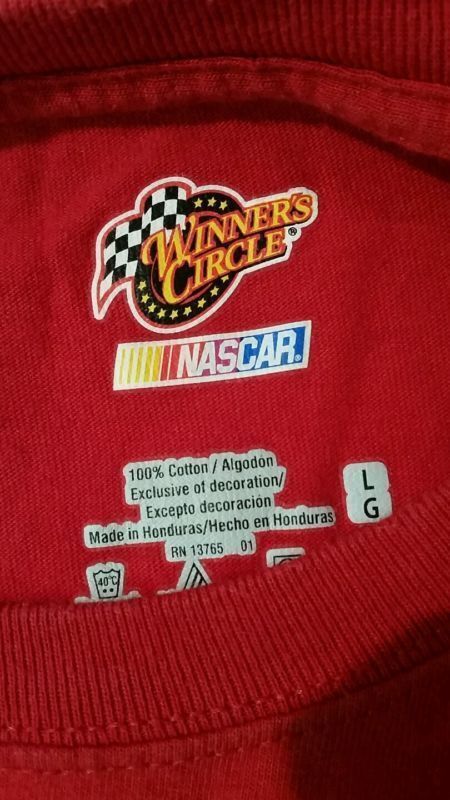 WINNER'S
CIRCLE®
NASCAR®
100% Cotton / Algodón
Exclusive of decoration/
Excepto decoración
Made in Honduras/Hecho en Honduras
RN 13765 01
L
G
40°C